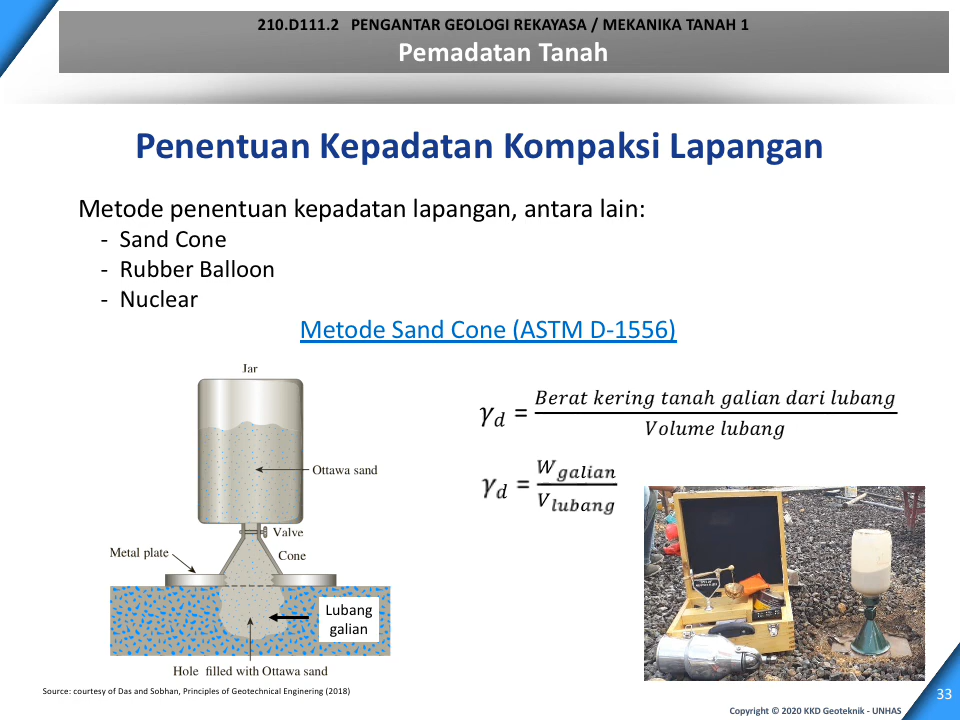 210.D111.2 PENGANTAR GEOLOGI REKAYASA / MEKANIKA TANAH 1
Pemadatan Tanah
Penentuan Kepadatan Kompaksi Lapangan
Metode penentuan kepadatan lapangan, antara lain:
- Sand Cone
- Rubber Balloon
- Nuclear
Metode Sand Cone (ASTM D-1556)
Jar
Ottawa sand
Valve
Metal plate
Cone
Lubang
galian
Hole filled with Ottawa sand
γd = Berat kering tanah galian dari lubang / Volume lubang
γd = Wgalian / Vlubang
Source: courtesy of Das and Sobhan, Principles of Geotechnical Enginering (2018)
33
Copyright © 2020 KKD Geoteknik - UNHAS